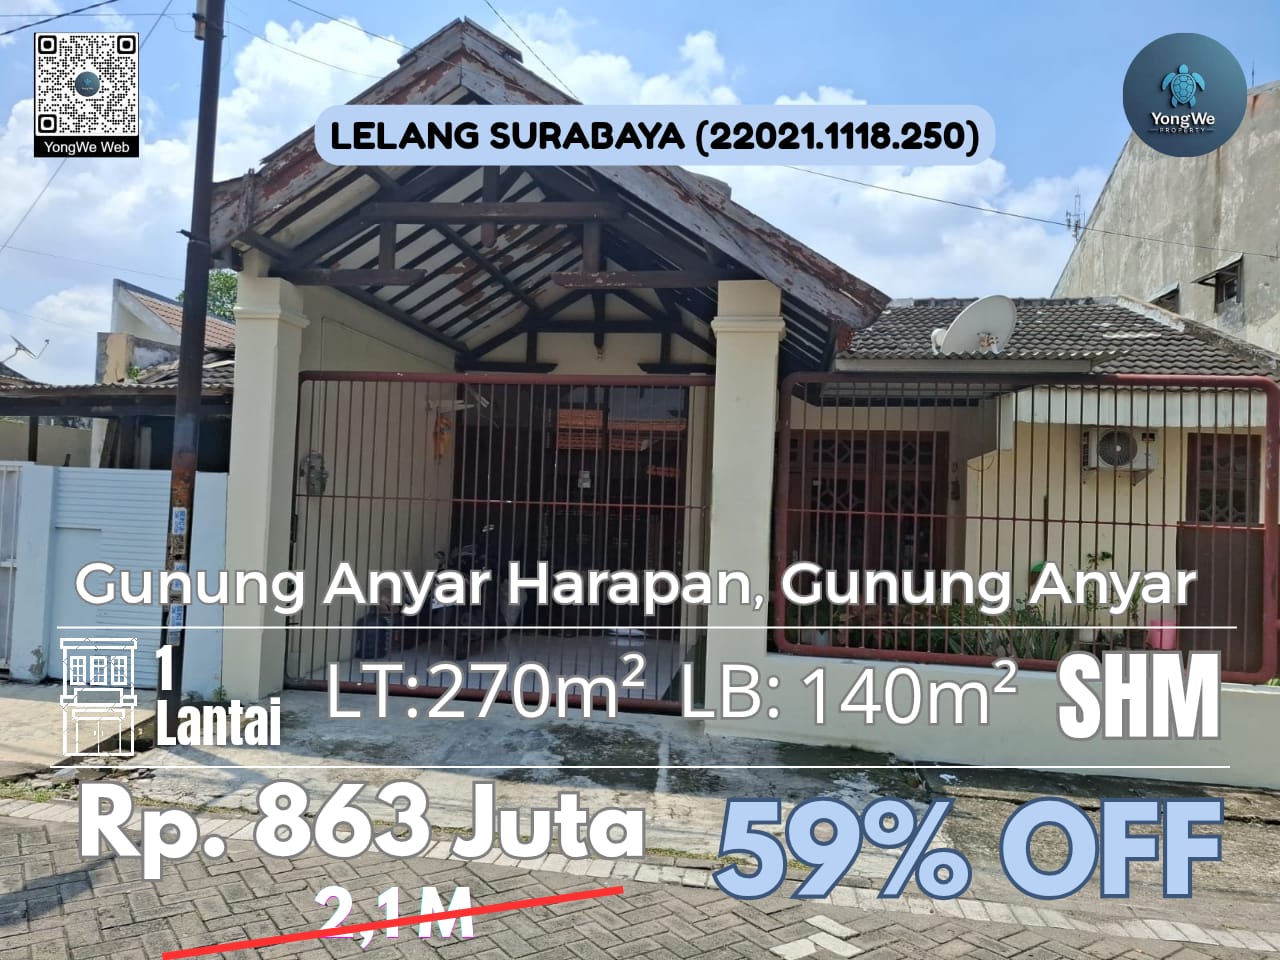 YongWe Web
YongWe
PROPERTY
LELANG SURABAYA (22021.1118.250)
Gunung Anyar Harapan, Gunung Anyar
1
Lantai
LT:270m² LB: 140m² SHM
Rp. 863 Juta
59% OFF
2,1 M